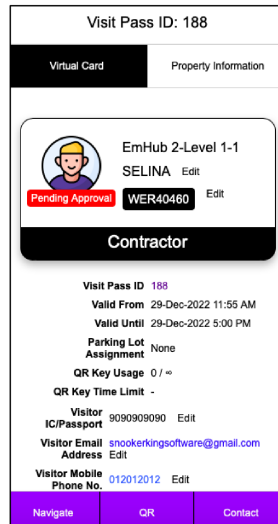 Visit Pass ID: 188
Virtual Card Property Information
EmHub 2-Level 1-1
SELINA Edit
Pending Approval WER40460 Edit
Contractor
Visit Pass ID 188
Valid From 29-Dec-2022 11:55 AM
Valid Until 29-Dec-2022 5:00 PM
Parking Lot
Assignment None
QR Key Usage 0 / ∞
QR Key Time Limit -
Visitor
IC/Passport 9090909090 Edit
Visitor Email snookerkingsoftware@gmail.com
Address Edit
Visitor Mobile
Phone No. 012012012 Edit
Navigate QR Contact